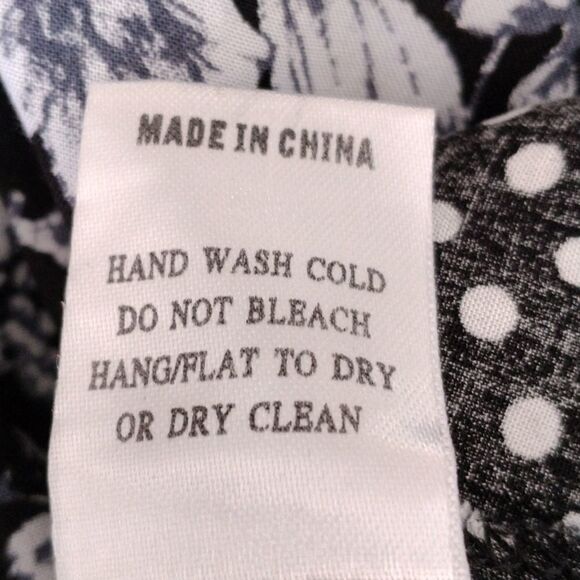 MADE IN CHINA
HAND WASH COLD
DO NOT BLEACH
HANG/FLAT TO DRY
OR DRY CLEAN